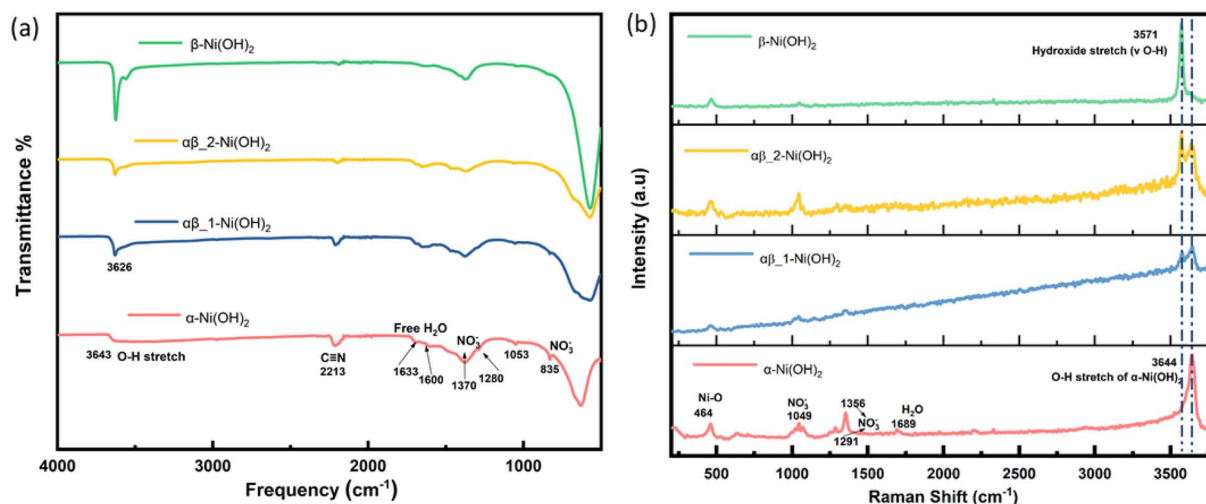 (a)
Transmittance %
β-Ni(OH)2
αβ_2-Ni(OH)2
αβ_1-Ni(OH)2
3626
α-Ni(OH)2
3643 O-H stretch
C≡N
2213
Free H2O
1633
1600
NO3-
1370
1280
1053
NO3-
835
4000 3000 2000 1000
Frequency (cm-1)
(b)
Intensity (a.u)
β-Ni(OH)2
3571
Hydroxide stretch (v O-H)
αβ_2-Ni(OH)2
αβ_1-Ni(OH)2
α-Ni(OH)2
3644
O-H stretch of α-Ni(OH)2
Ni-O
464
NO3-
1049
1356
NO3-
1291
H2O
1689
500 1000 1500 2000 2500 3000 3500
Raman Shift (cm-1)